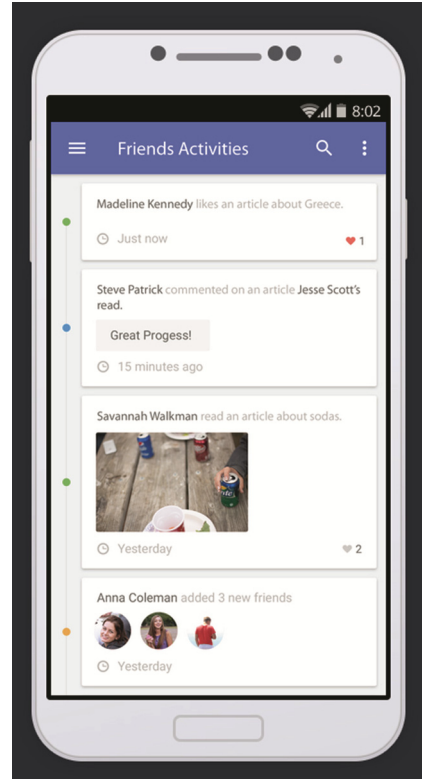 8:02
Friends Activities
Madeline Kennedy likes an article about Greece.
Just now
1
Steve Patrick commented on an article Jesse Scott's
read.
Great Progess!
15 minutes ago
Savannah Walkman read an article about sodas.
Yesterday
2
Anna Coleman added 3 new friends
Yesterday